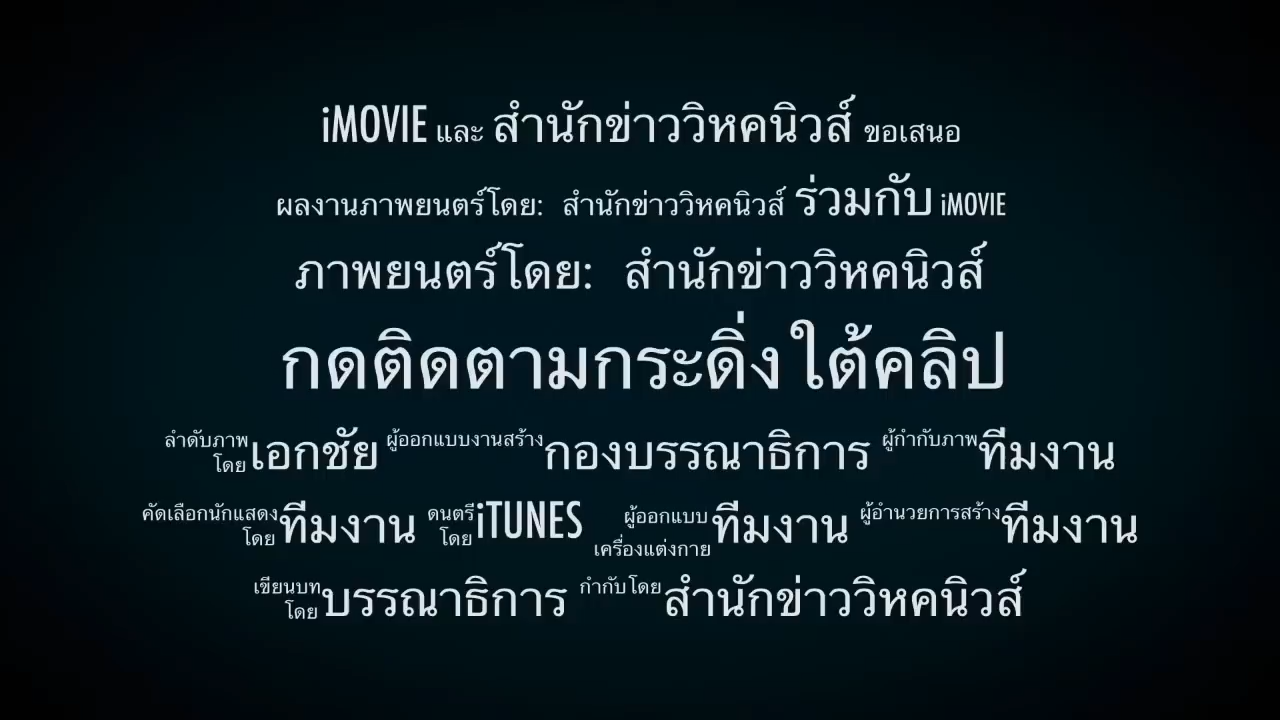 iMOVIE และ สำนักข่าววิหคนิวส์ ขอเสนอ
ผลงานภาพยนตร์โดย: สำนักข่าววิหคนิวส์ ร่วมกับ iMOVIE
ภาพยนตร์โดย: สำนักข่าววิหคนิวส์
กดติดตามกระดิ่ง ใต้คลิป
ลำดับภาพโดย เอกชัย ผู้ออกแบบงานสร้าง กองบรรณาธิการ ผู้กำกับภาพ ทีมงาน
คัดเลือกนักแสดงโดย ทีมงาน ดนตรีโดย iTUNES ผู้ออกแบบเครื่องแต่งกาย ทีมงาน ผู้อำนวยการสร้าง ทีมงาน
เขียนบทโดย บรรณาธิการ กำกับโดย สำนักข่าววิหคนิวส์